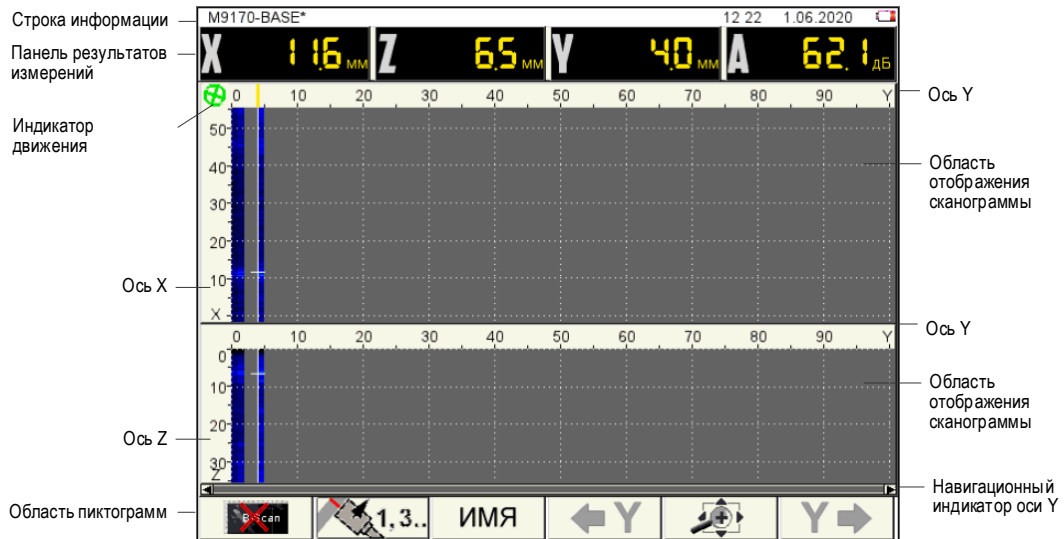 Строка информации
M9170-BASE*
12 22 1.06.2020
Панель результатов
измерений
X 11.6 мм Z 6.5 мм Y 4.0 мм A 62.1 дБ
Индикатор
движения
0 10 20 30 40 50 60 70 80 90 Y
Ось Y
50
40
30
20
10
X
Область
отображения
сканограммы
Ось X
0 10 20 30 40 50 60 70 80 90 Y
Ось Y
0
10
20
30
Z
Область
отображения
сканограммы
Ось Z
Навигационный
индикатор оси Y
Область пиктограмм
B-Scan
1,3..
ИМЯ
Y
Y